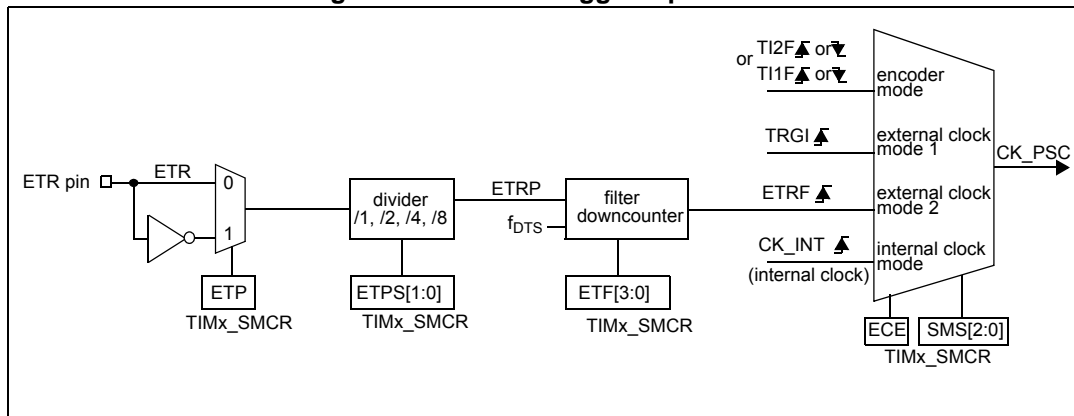 or TI2F or
TI1F or
encoder
mode
TRGI
external clock
mode 1
CK_PSC
ETR pin
ETR
0
1
divider
/1, /2, /4, /8
ETRP
fDTS
filter
downcounter
ETRF
external clock
mode 2
CK_INT
(internal clock)
internal clock
mode
ETP
TIMx_SMCR
ETPS[1:0]
TIMx_SMCR
ETF[3:0]
TIMx_SMCR
ECE
SMS[2:0]
TIMx_SMCR